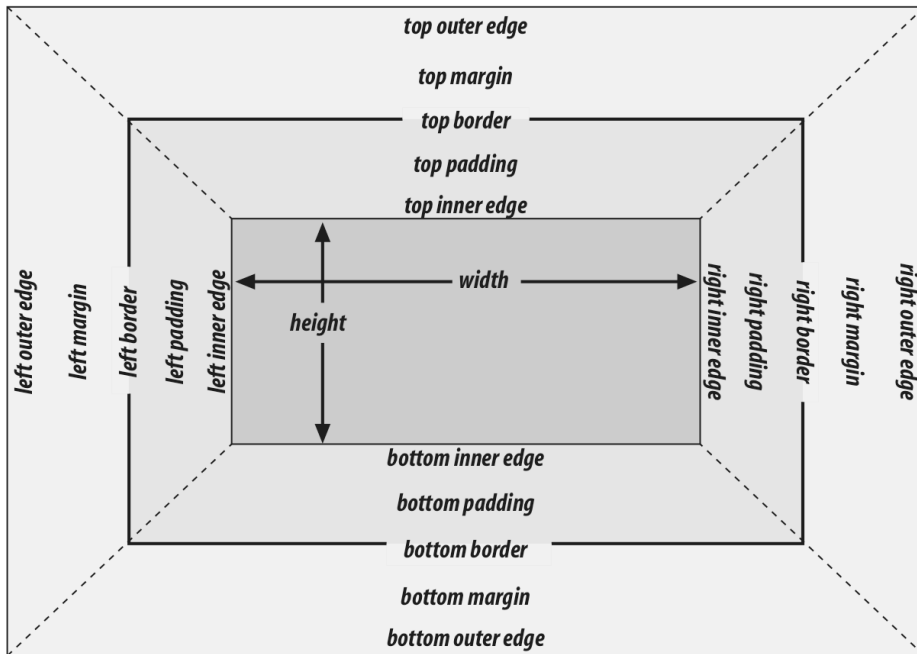 top outer edge
top margin
top border
top padding
top inner edge
width
height
left outer edge
left margin
left border
left padding
left inner edge
right inner edge
right padding
right border
right margin
right outer edge
bottom inner edge
bottom padding
bottom border
bottom margin
bottom outer edge